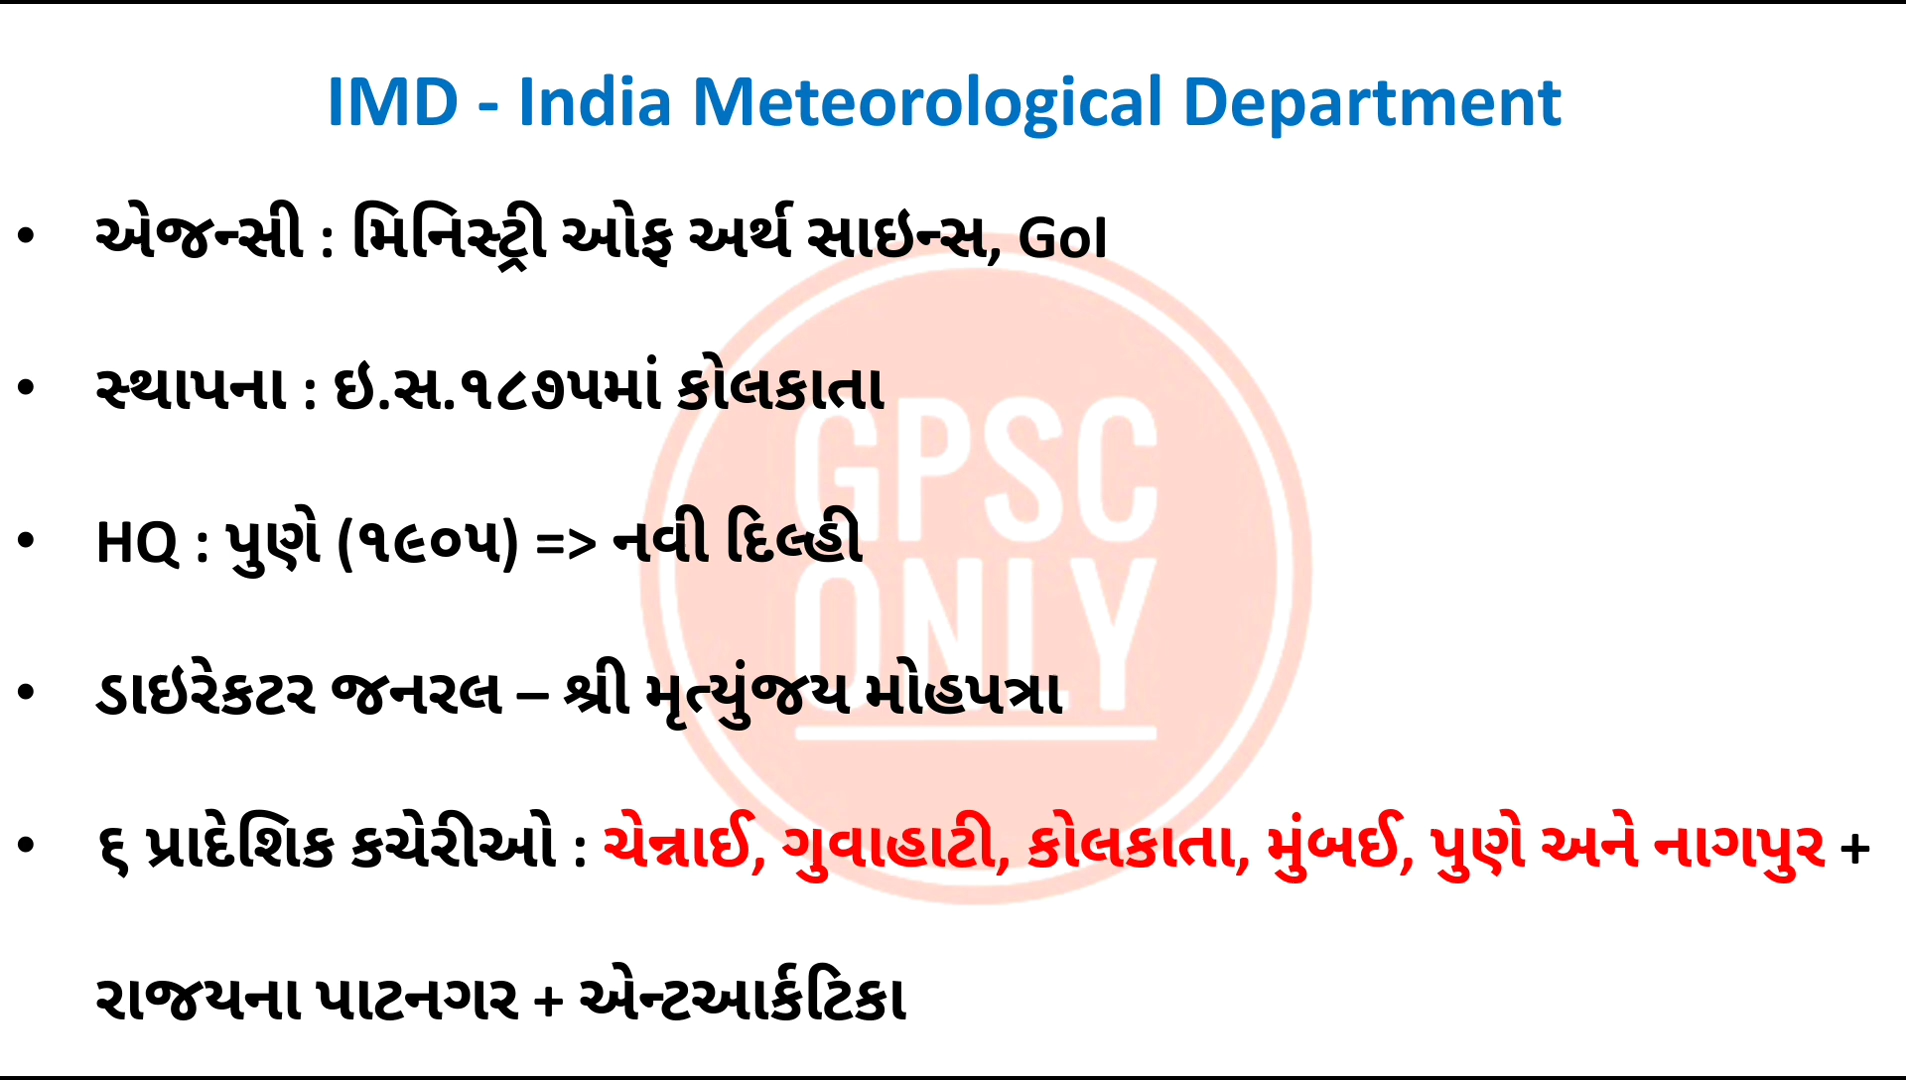 IMD - India Meteorological Department
• એજન્સી : મિનિસ્ટ્રી ઓફ અર્થ સાઇન્સ, GoI
• સ્થાપના : ઇ.સ.૧૮૭૫માં કોલકાતા
• HQ : પુણે (૧૯૦૫) => નવી દિલ્હી
• ડાઇરેકટર જનરલ – શ્રી મૃત્યુંજય મોહપત્રા
• ૬ પ્રાદેશિક કચેરીઓ : ચેન્નાઈ, ગુવાહાટી, કોલકાતા, મુંબઈ, પુણે અને નાગપુર +
રાજયના પાટનગર + એન્ટઆર્કટિકા
GPSC
ONLY